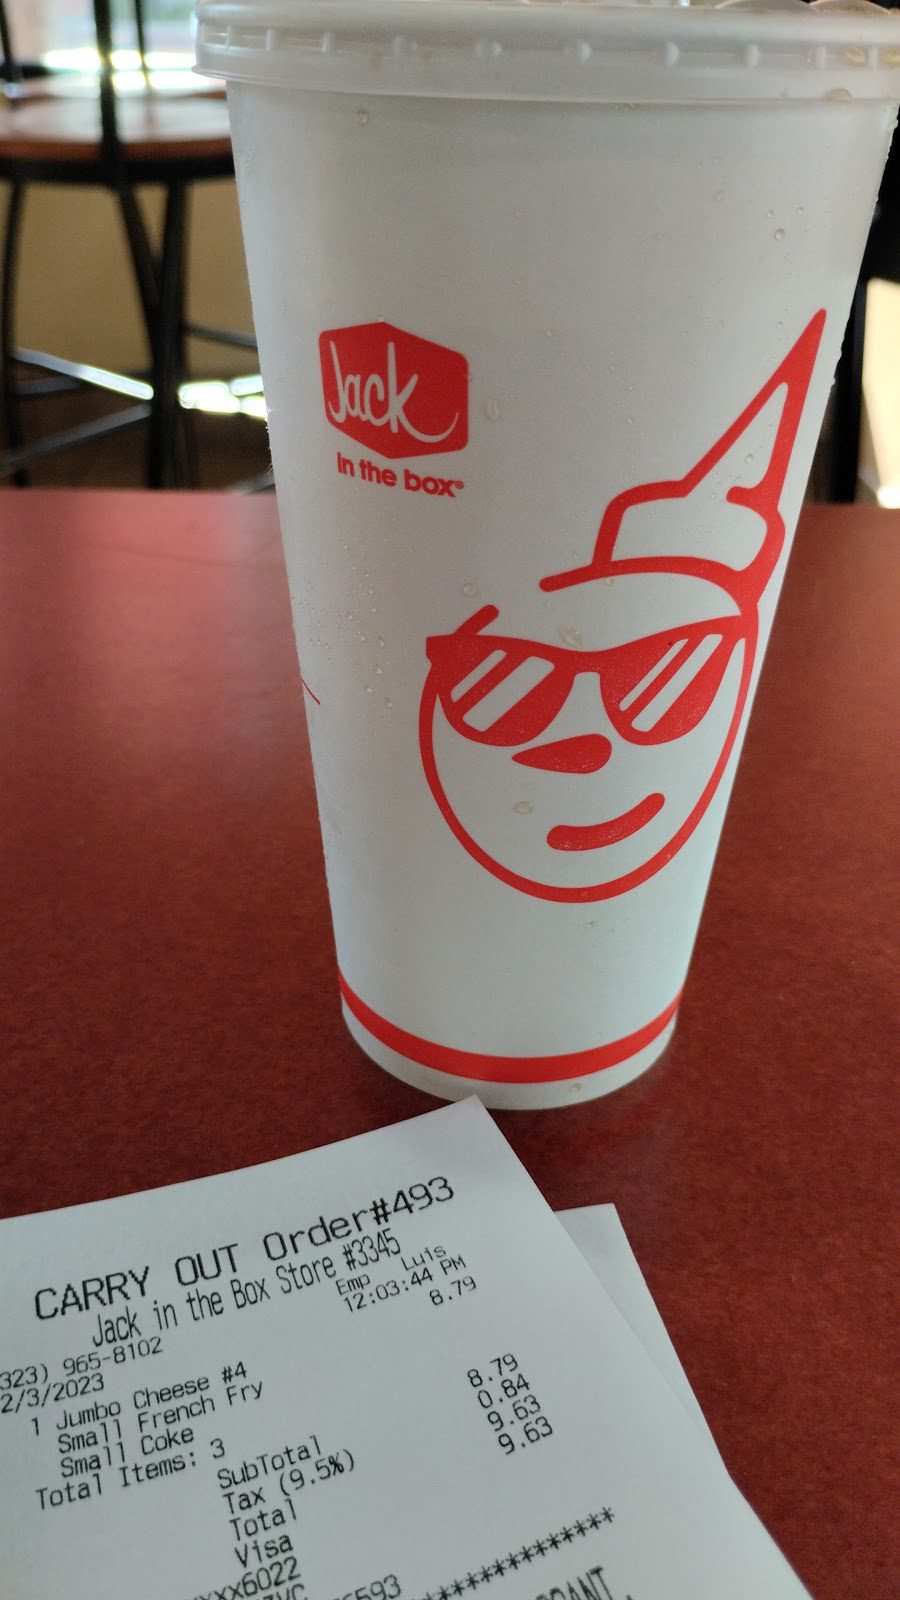 Jack
in the box®
CARRY OUT Order#493
Jack in the Box Store #3345
Emp Luis
323) 965-8102
12:03:44 PM
2/3/2023
8.79
1 Jumbo Cheese #4
Small French Fry
Small Coke
Total Items: 3
SubTotal 8.79
Tax (9.5%) 0.84
Total 9.63
Visa 9.63
xxx6022
6593
****************